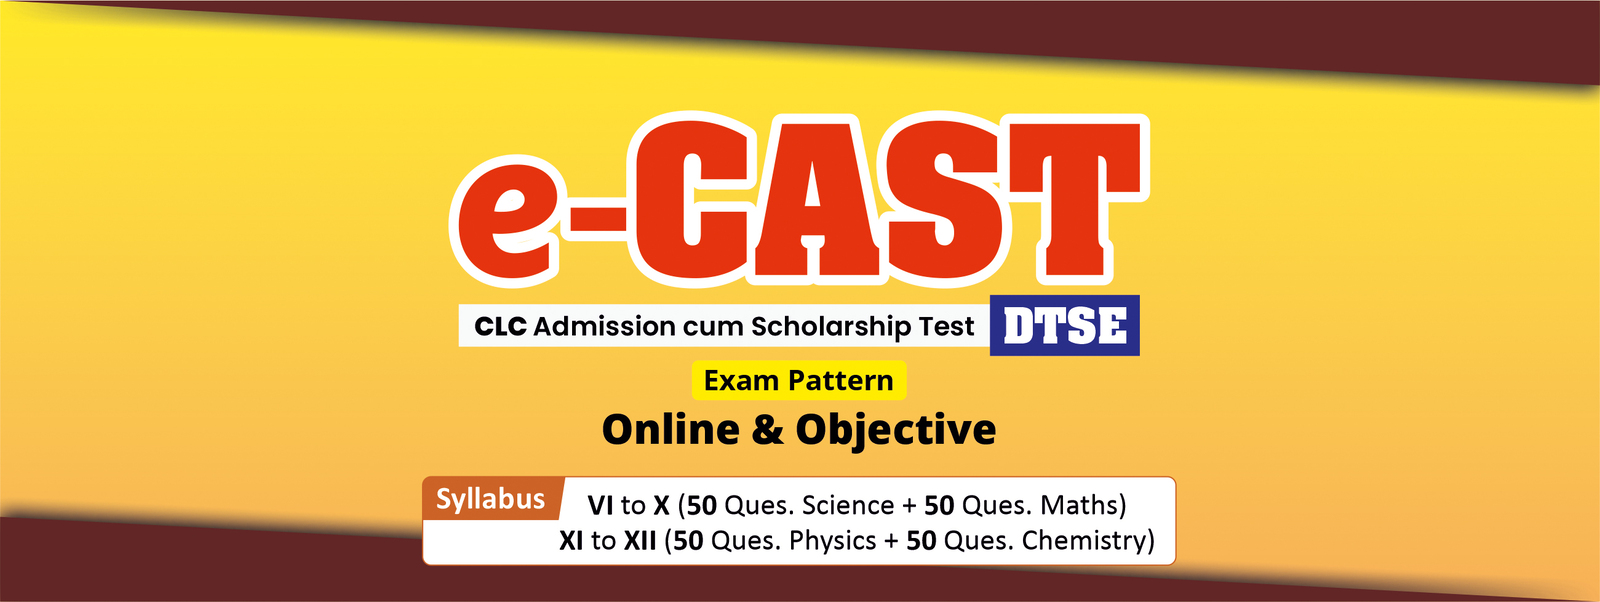 e-CAST
CLC Admission cum Scholarship Test DTSE
Exam Pattern
Online & Objective
Syllabus VI to X (50 Ques. Science + 50 Ques. Maths)
XI to XII (50 Ques. Physics + 50 Ques. Chemistry)